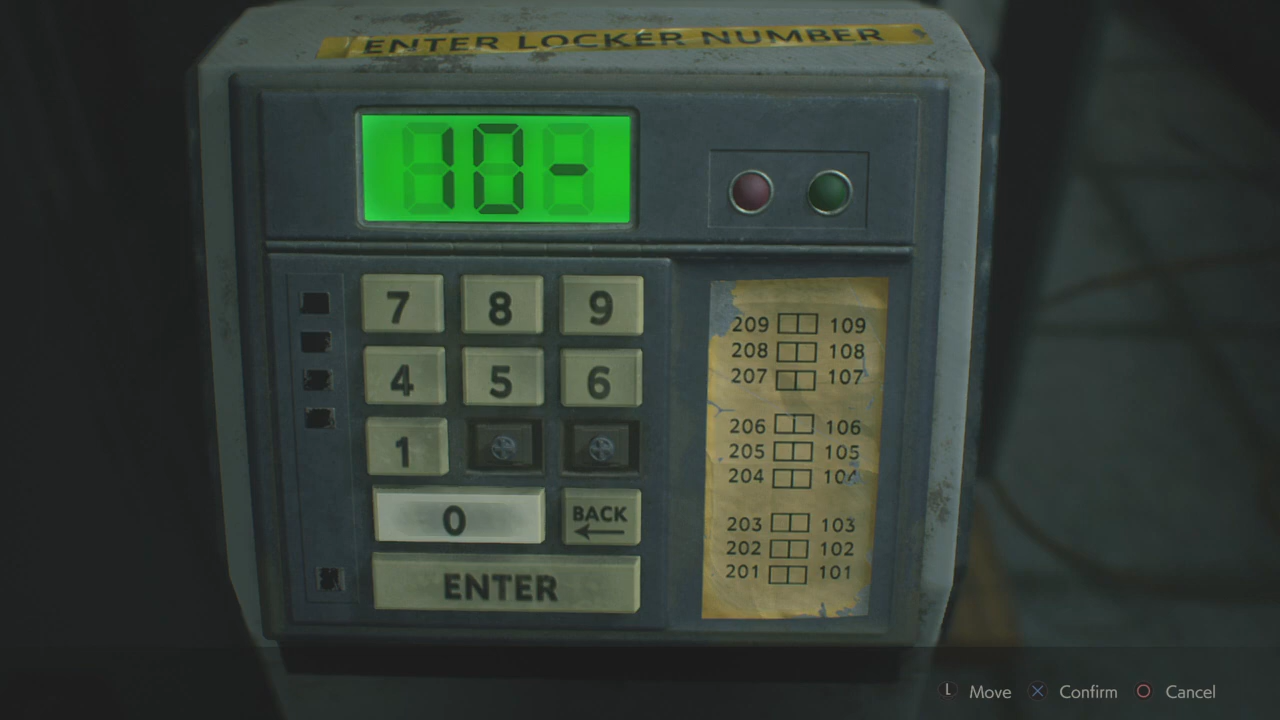 ENTER LOCKER NUMBER
10-
7 8 9
4 5 6
1
0 BACK
ENTER
209 109
208 108
207 107
206 106
205 105
204 104
203 103
202 102
201 101
L Move X Confirm O Cancel